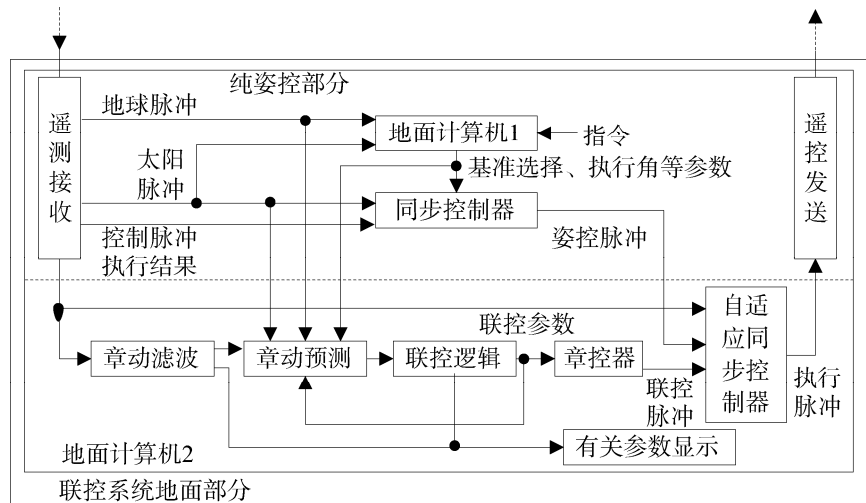 纯姿控部分
遥测接收
地球脉冲
地面计算机1
指令
遥控发送
太阳
脉冲
基准选择、执行角等参数
同步控制器
控制脉冲
执行结果
姿控脉冲
联控参数
自适
应同
步控
制器
章动滤波
章动预测
联控逻辑
章控器
联控
脉冲
执行
脉冲
有关参数显示
地面计算机2
联控系统地面部分